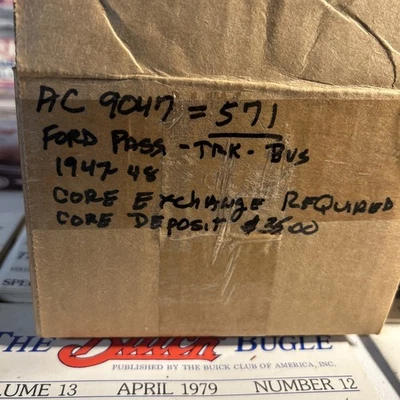 AC 9047 = 571
FORD PASS - TRK - BUS
1947-48
CORE EXCHANGE REQUIRED
CORE DEPOSIT $35.00
THE Buick BUGLE
PUBLISHED BY THE BUICK CLUB OF AMERICA, INC.
VOLUME 13 APRIL 1979 NUMBER 12